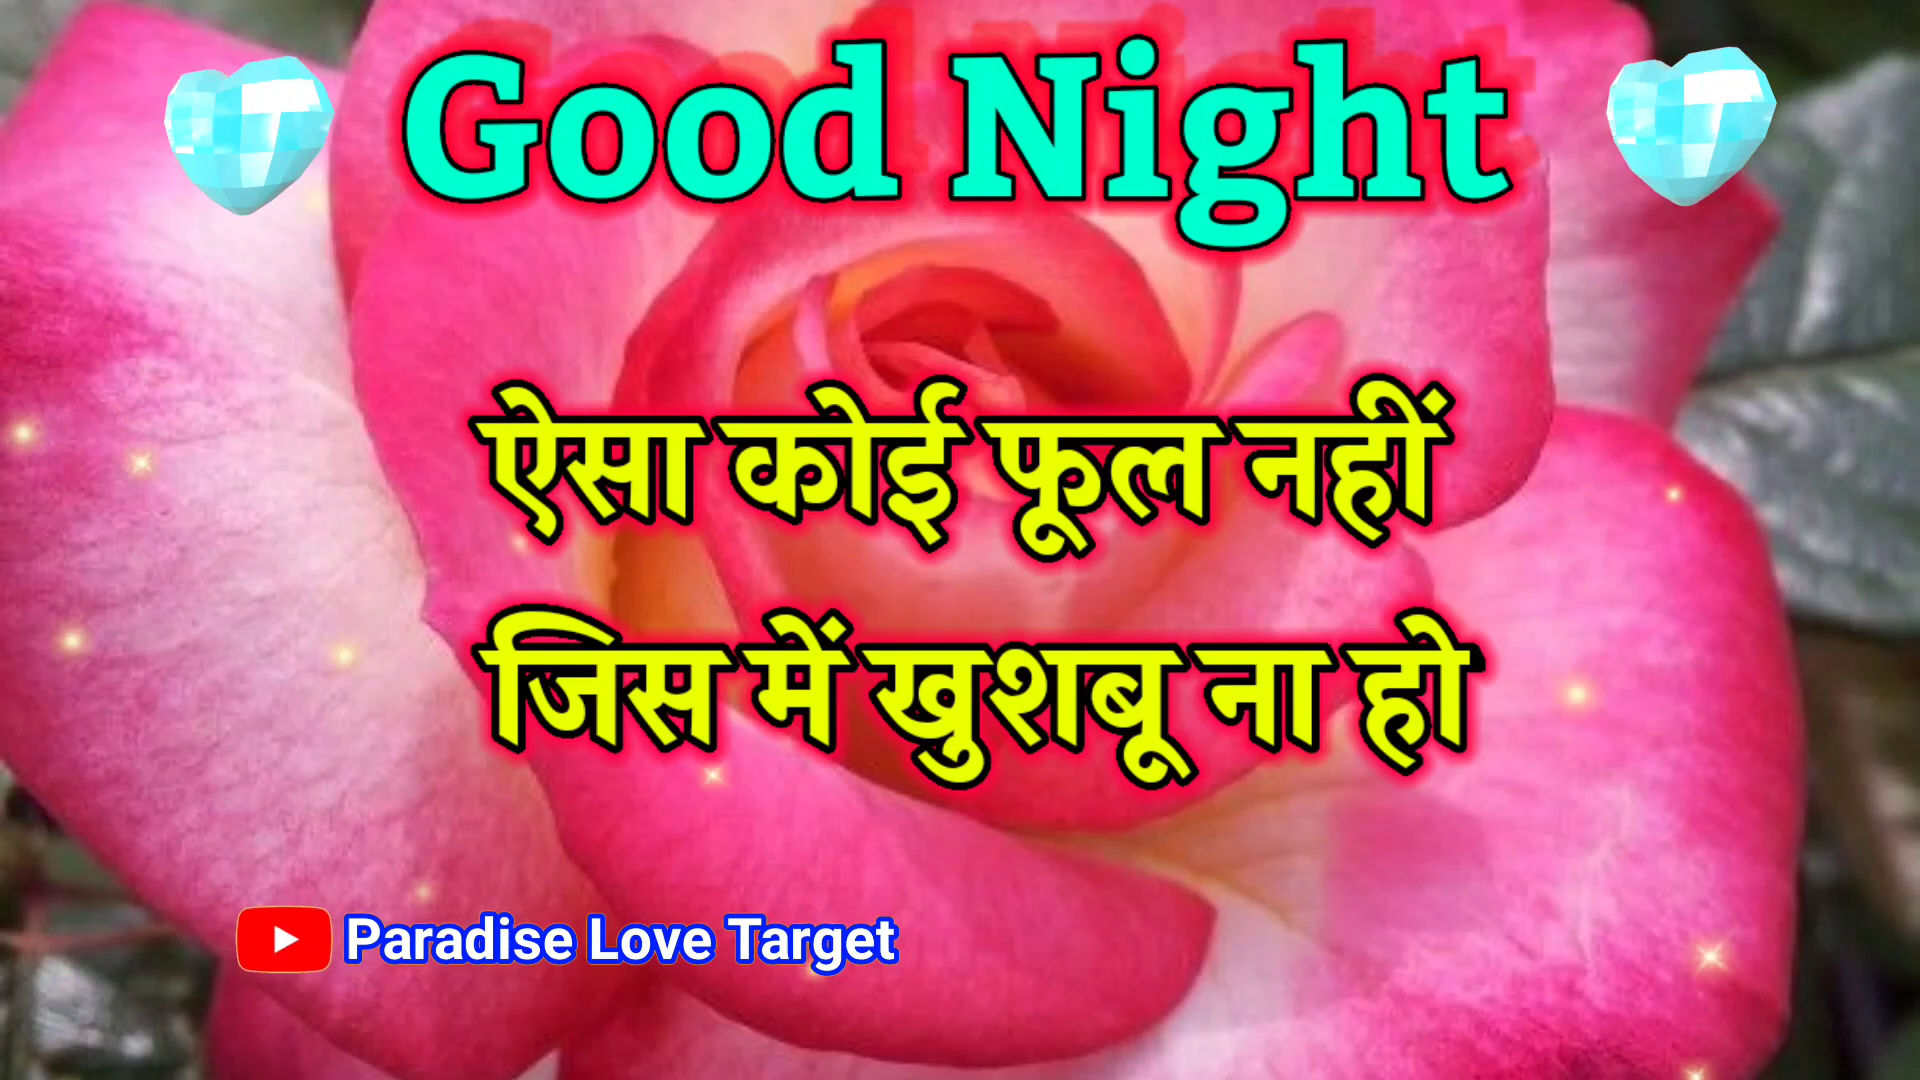 Good Night
ऐसा कोई फूल नहीं
जिस में खुशबू ना हो
Paradise Love Target